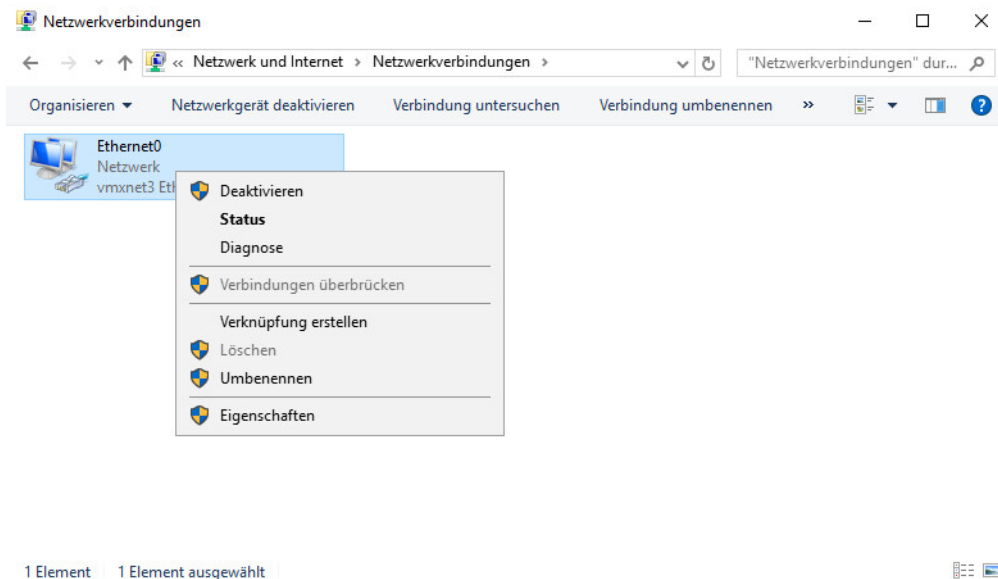 Netzwerkverbindungen
« Netzwerk und Internet › Netzwerkverbindungen ›
"Netzwerkverbindungen" dur...
Organisieren Netzwerkgerät deaktivieren Verbindung untersuchen Verbindung umbenennen »
Ethernet0
Netzwerk
vmxnet3 Eth
Deaktivieren
Status
Diagnose
Verbindungen überbrücken
Verknüpfung erstellen
Löschen
Umbenennen
Eigenschaften
1 Element 1 Element ausgewählt